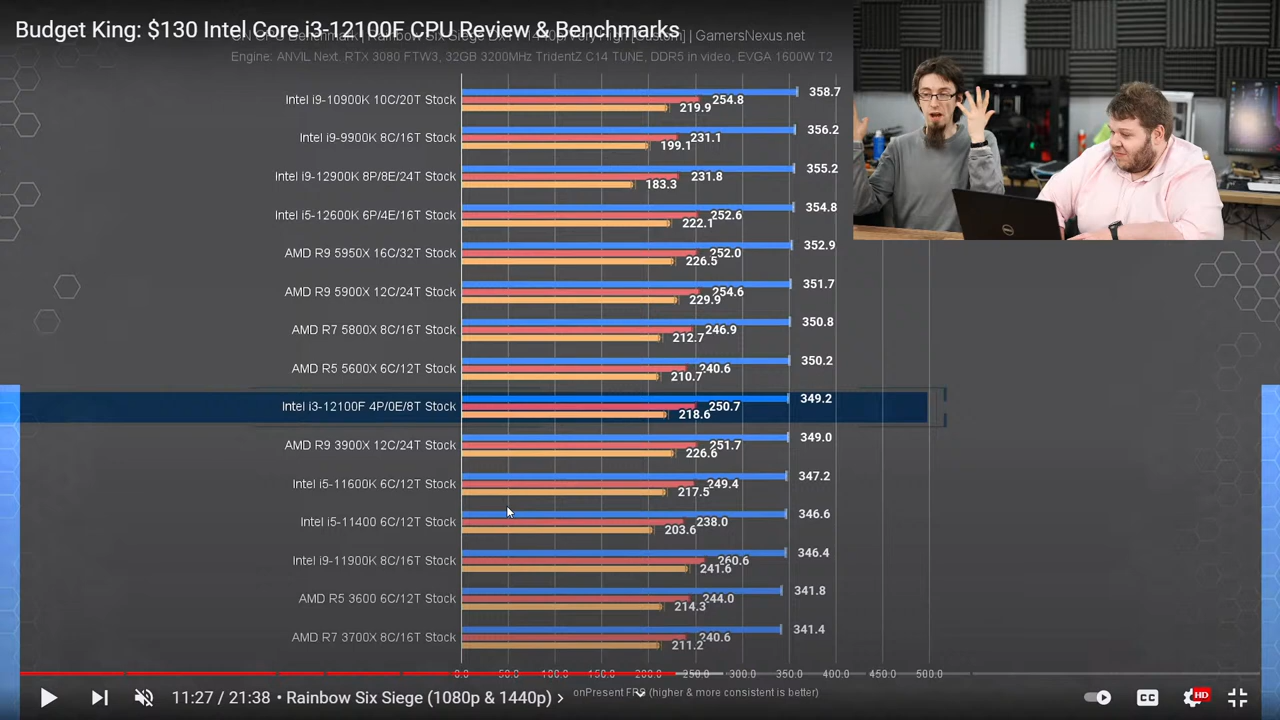 Budget King: $130 Intel Core i3-12100F CPU Review & Benchmarks
GamersNexus.net
Engine: ANVIL Next, RTX 3080 FTW3, 32GB 3200MHz TridentZ C14 TUNE, DDR5 in video, EVGA 1600W T2
Intel i9-10900K 10C/20T Stock 358.7 254.8 219.9
Intel i9-9900K 8C/16T Stock 356.2 231.1 199.1
Intel i9-12900K 8P/8E/24T Stock 355.2 231.8 183.3
Intel i5-12600K 6P/4E/16T Stock 354.8 252.6 222.1
AMD R9 5950X 16C/32T Stock 352.9 252.0 226.5
AMD R9 5900X 12C/24T Stock 351.7 254.6 229.9
AMD R7 5800X 8C/16T Stock 350.8 246.9 212.7
AMD R5 5600X 6C/12T Stock 350.2 240.6 210.7
Intel i3-12100F 4P/0E/8T Stock 349.2 250.7 218.6
AMD R9 3900X 12C/24T Stock 349.0 251.7 226.6
Intel i5-11600K 6C/12T Stock 347.2 249.4 217.5
Intel i5-11400 6C/12T Stock 346.6 238.0 203.6
Intel i9-11900K 8C/16T Stock 346.4 260.6 241.6
AMD R5 3600 6C/12T Stock 341.8 244.0 214.3
AMD R7 3700X 8C/16T Stock 341.4 240.6 211.2
0.0 50.0 100.0 150.0 200.0 250.0 300.0 350.0 400.0 450.0 500.0
onPresent FPS (higher & more consistent is better)
11:27 / 21:38 • Rainbow Six Siege (1080p & 1440p) >
CC HD